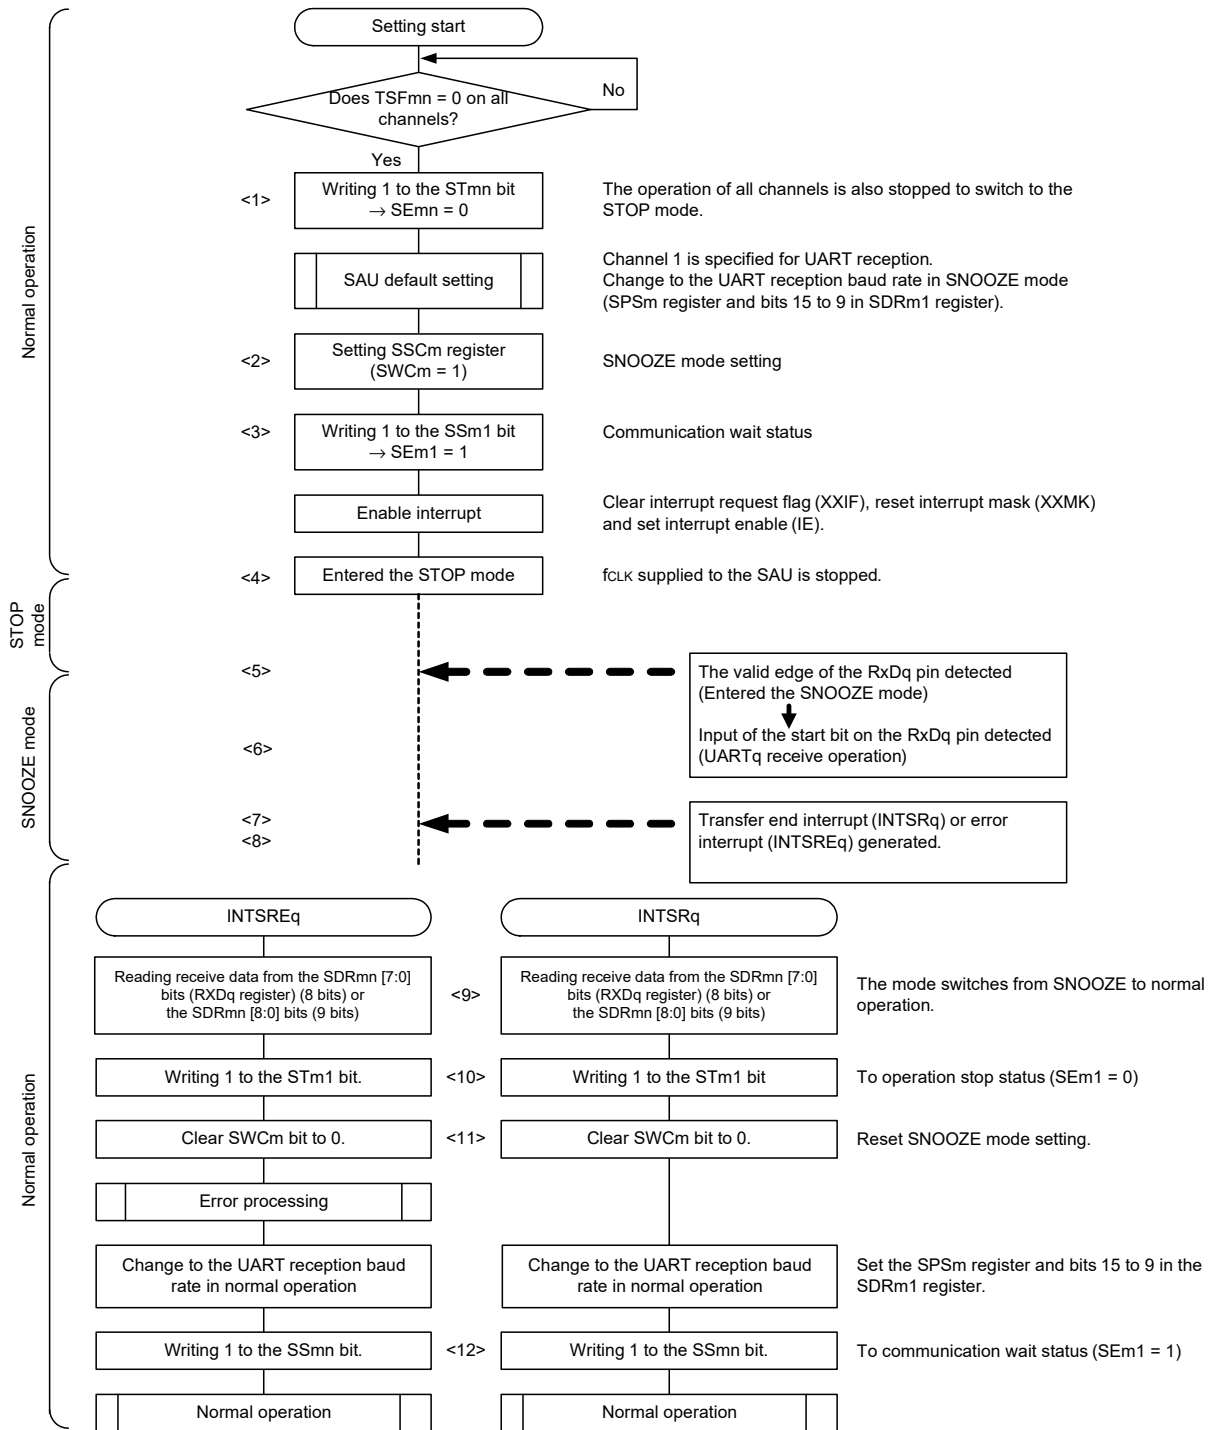 Setting start
No
Does TSFmn = 0 on all
channels?
Yes
<1>
Writing 1 to the STmn bit
→ SEmn = 0
The operation of all channels is also stopped to switch to the
STOP mode.
SAU default setting
Channel 1 is specified for UART reception.
Change to the UART reception baud rate in SNOOZE mode
(SPSm register and bits 15 to 9 in SDRm1 register).
Normal operation
<2>
Setting SSCm register
(SWCm = 1)
SNOOZE mode setting
<3>
Writing 1 to the SSm1 bit
→ SEm1 = 1
Communication wait status
Enable interrupt
Clear interrupt request flag (XXIF), reset interrupt mask (XXMK)
and set interrupt enable (IE).
<4>
Entered the STOP mode
fCLK supplied to the SAU is stopped.
STOP
mode
<5>
The valid edge of the RxDq pin detected
(Entered the SNOOZE mode)
<6>
Input of the start bit on the RxDq pin detected
(UARTq receive operation)
SNOOZE mode
<7>
<8>
Transfer end interrupt (INTSRq) or error
interrupt (INTSREq) generated.
INTSREq
INTSRq
Reading receive data from the SDRmn [7:0]
bits (RXDq register) (8 bits) or
the SDRmn [8:0] bits (9 bits)
<9>
Reading receive data from the SDRmn [7:0]
bits (RXDq register) (8 bits) or
the SDRmn [8:0] bits (9 bits)
The mode switches from SNOOZE to normal
operation.
Writing 1 to the STm1 bit.
<10>
Writing 1 to the STm1 bit
To operation stop status (SEm1 = 0)
Normal operation
Clear SWCm bit to 0.
<11>
Clear SWCm bit to 0.
Reset SNOOZE mode setting.
Error processing
Change to the UART reception baud
rate in normal operation
Change to the UART reception baud
rate in normal operation
Set the SPSm register and bits 15 to 9 in the
SDRm1 register.
Writing 1 to the SSmn bit.
<12>
Writing 1 to the SSmn bit.
To communication wait status (SEm1 = 1)
Normal operation
Normal operation